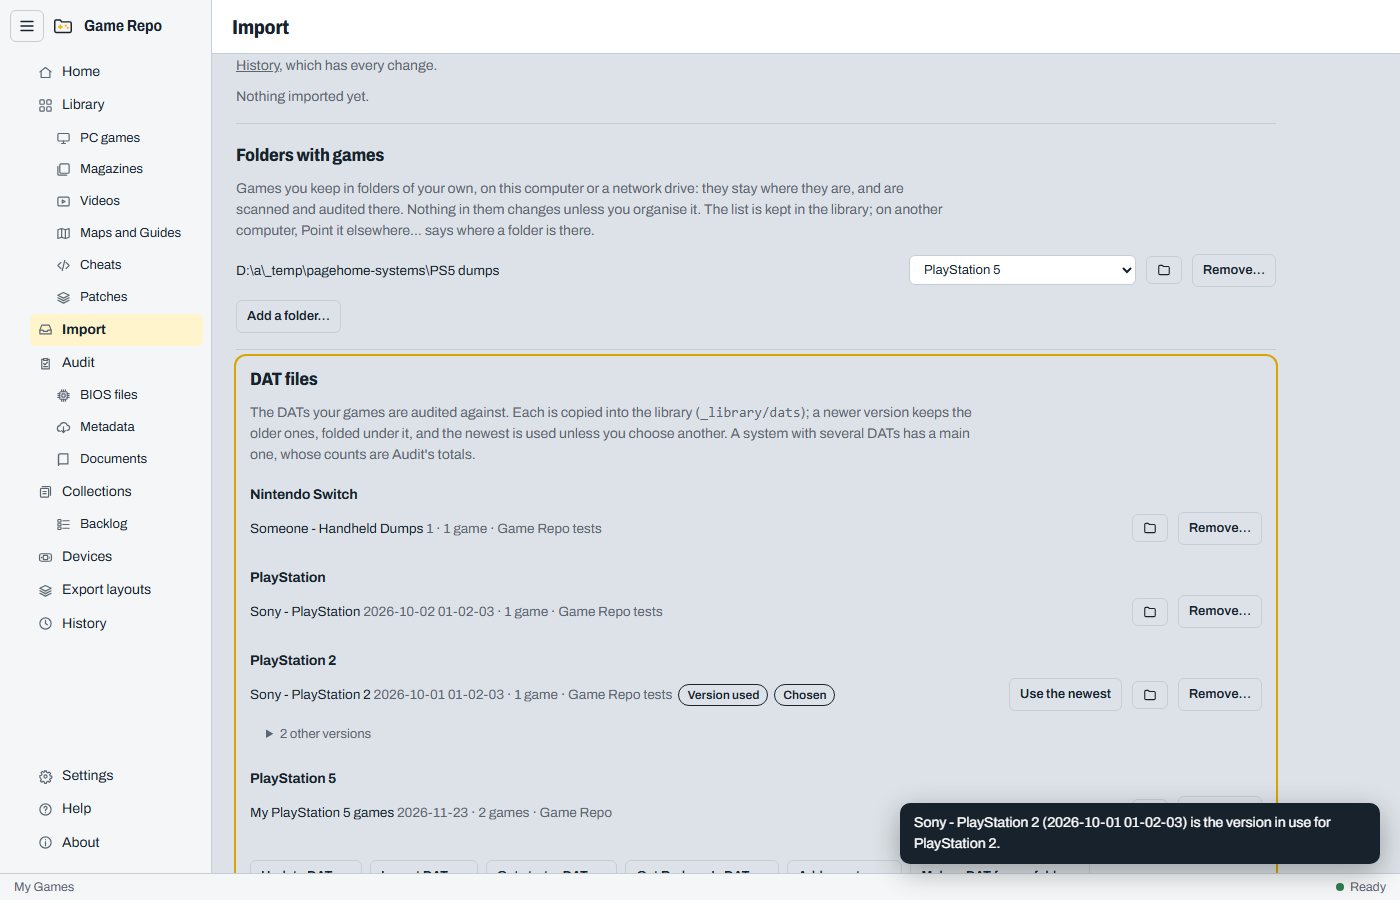 Game Repo
Import
Home
Library
PC games
Magazines
Videos
Maps and Guides
Cheats
Patches
Import
Audit
BIOS files
Metadata
Documents
Collections
Backlog
Devices
Export layouts
History
Settings
Help
About
History, which has every change.
Nothing imported yet.
Folders with games
Games you keep in folders of your own, on this computer or a network drive: they stay where they are, and are
scanned and audited there. Nothing in them changes unless you organise it. The list is kept in the library; on another
computer, Point it elsewhere... says where a folder is there.
D:\a\_temp\pagehome-systems\PS5 dumps
PlayStation 5
Remove...
Add a folder...
DAT files
The DATs your games are audited against. Each is copied into the library (_library/dats); a newer version keeps the
older ones, folded under it, and the newest is used unless you choose another. A system with several DATs has a main
one, whose counts are Audit's totals.
Nintendo Switch
Someone - Handheld Dumps 1 · 1 game · Game Repo tests
Remove...
PlayStation
Sony - PlayStation 2026-10-02 01-02-03 · 1 game · Game Repo tests
Remove...
PlayStation 2
Sony - PlayStation 2 2026-10-01 01-02-03 · 1 game · Game Repo tests
Version used
Chosen
Use the newest
Remove...
2 other versions
PlayStation 5
My PlayStation 5 games 2026-11-23 · 2 games · Game Repo
Sony - PlayStation 2 (2026-10-01 01-02-03) is the version in use for
PlayStation 2.
My Games
Ready